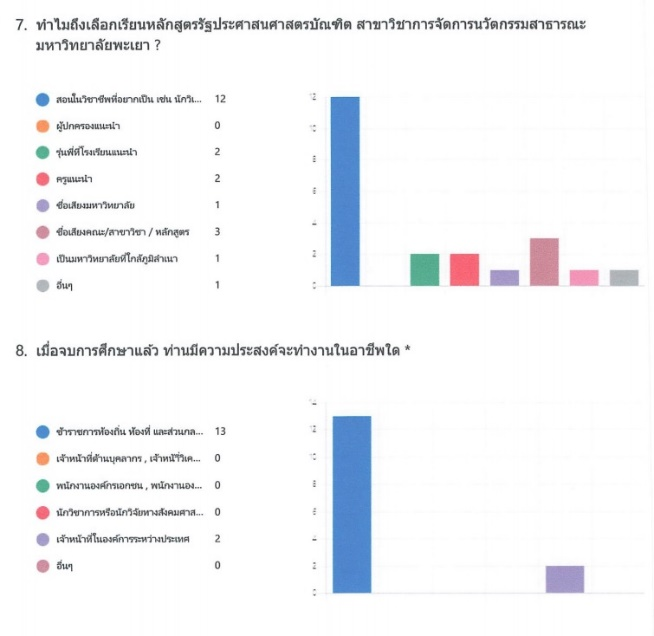 7. ทำไมถึงเลือกเรียนหลักสูตรรัฐประศาสนศาสตรบัณฑิต สาขาวิชาการจัดการนวัตกรรมสาธารณะ
มหาวิทยาลัยพะเยา ?
สอนในวิชาชีพที่อยากเป็น เช่น นักวิเ... 12
ผู้ปกครองแนะนำ 0
รุ่นพี่ที่โรงเรียนแนะนำ 2
ครูแนะนำ 2
ชื่อเสียงมหาวิทยาลัย 1
ชื่อเสียงคณะ/สาขาวิชา / หลักสูตร 3
เป็นมหาวิทยาลัยที่ใกล้ภูมิลำเนา 1
อื่นๆ 1
12
10
8
6
4
2
0
8. เมื่อจบการศึกษาแล้ว ท่านมีความประสงค์จะทำงานในอาชีพใด *
ข้าราชการท้องถิ่น ท้องที่ และส่วนกล... 13
เจ้าหน้าที่ด้านบุคลากร , เจ้าหน้าที่วิเค... 0
พนักงานองค์กรเอกชน , พนักงานอง... 0
นักวิชาการหรือนักวิจัยทางสังคมศาส... 0
เจ้าหน้าที่ในองค์การระหว่างประเทศ 2
อื่นๆ 0
14
12
10
8
6
4
2
0